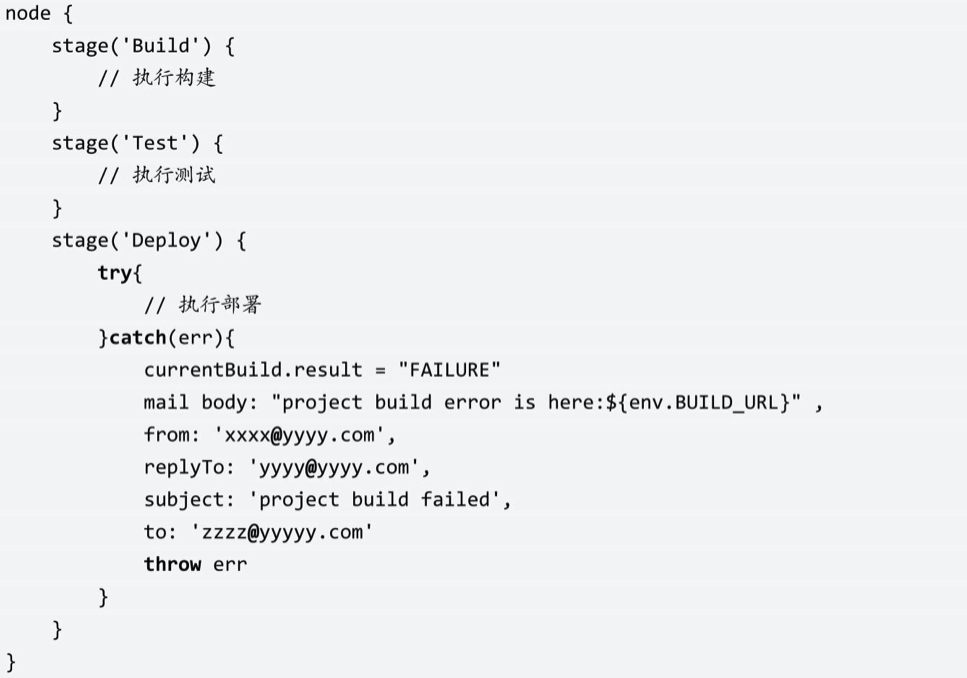 node {
    stage('Build') {
        // 执行构建
    }
    stage('Test') {
        // 执行测试
    }
    stage('Deploy') {
        try{
            // 执行部署
        }catch(err){
            currentBuild.result = "FAILURE"
            mail body: "project build error is here:${env.BUILD_URL}" ,
            from: 'xxxx@yyyy.com',
            replyTo: 'yyyy@yyyy.com',
            subject: 'project build failed',
            to: 'zzzz@yyyyy.com'
            throw err
        }
    }
}